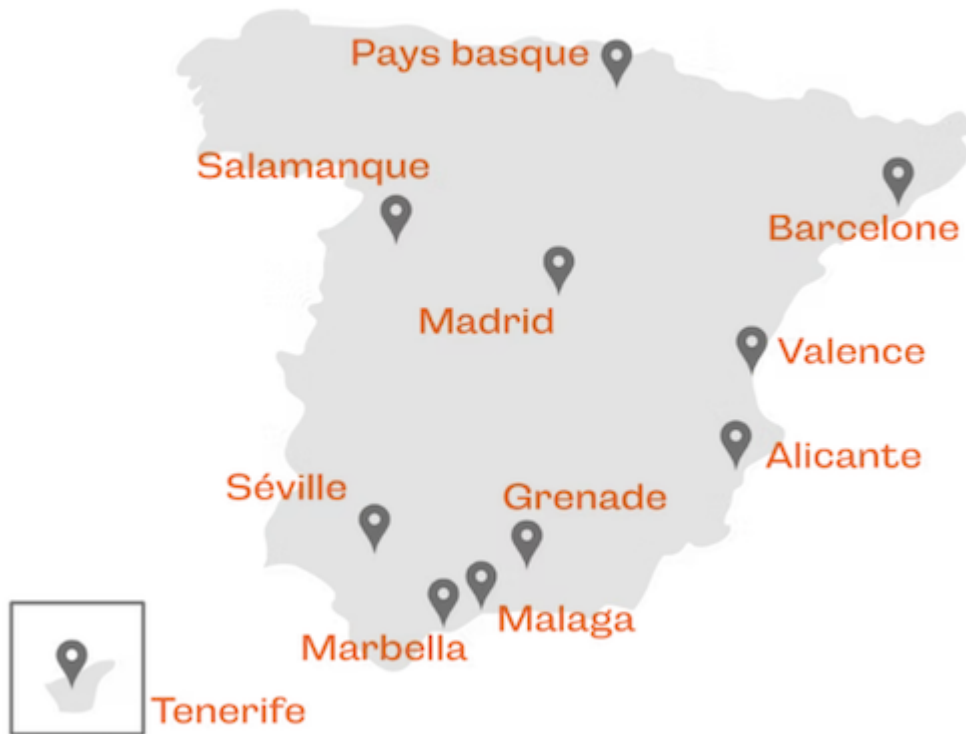 Pays basque
Salamanque
Barcelone
Madrid
Valence
Alicante
Séville
Grenade
Malaga
Marbella
Tenerife